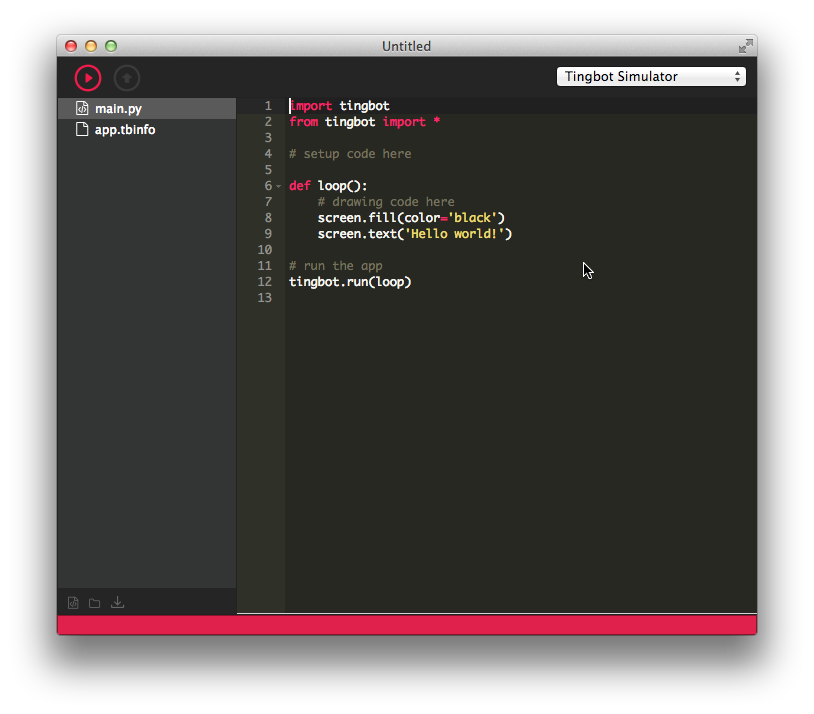 Untitled
Tingbot Simulator
main.py
app.tbinfo
1 import tingbot
2 from tingbot import *
3
4 # setup code here
5
6 def loop():
7     # drawing code here
8     screen.fill(color='black')
9     screen.text('Hello world!')
10
11 # run the app
12 tingbot.run(loop)
13